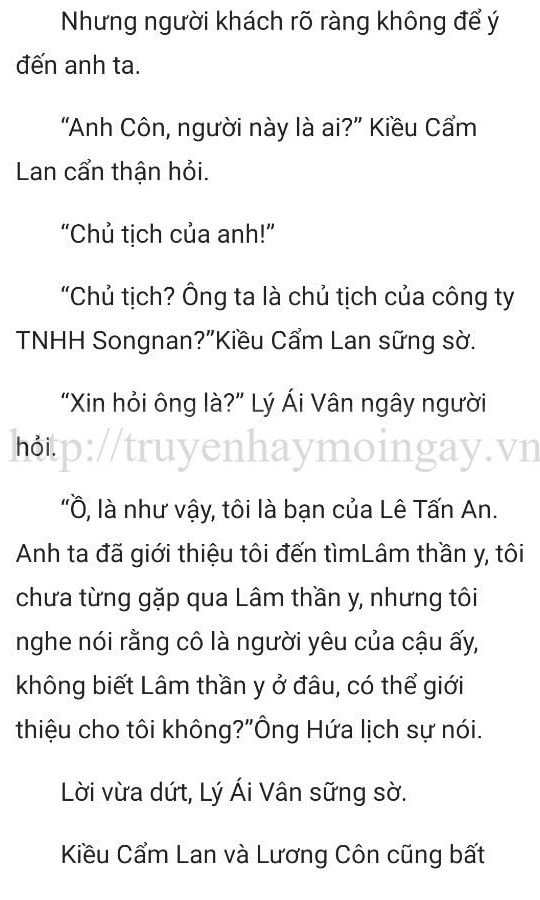 Nhưng người khách rõ ràng không để ý
đến anh ta.
“Anh Côn, người này là ai?” Kiều Cẩm
Lan cẩn thận hỏi.
“Chủ tịch của anh!”
“Chủ tịch? Ông ta là chủ tịch của công ty
TNHH Songnan?”Kiều Cẩm Lan sững sờ.
“Xin hỏi ông là?” Lý Ái Vân ngây người
hỏi.
http://truyenhaymoingay.vn
“Ồ, là như vậy, tôi là bạn của Lê Tấn An.
Anh ta đã giới thiệu tôi đến tìmLâm thần y, tôi
chưa từng gặp qua Lâm thần y, nhưng tôi
nghe nói rằng cô là người yêu của cậu ấy,
không biết Lâm thần y ở đâu, có thể giới
thiệu cho tôi không?”Ông Hứa lịch sự nói.
Lời vừa dứt, Lý Ái Vân sững sờ.
Kiều Cẩm Lan và Lương Côn cũng bất